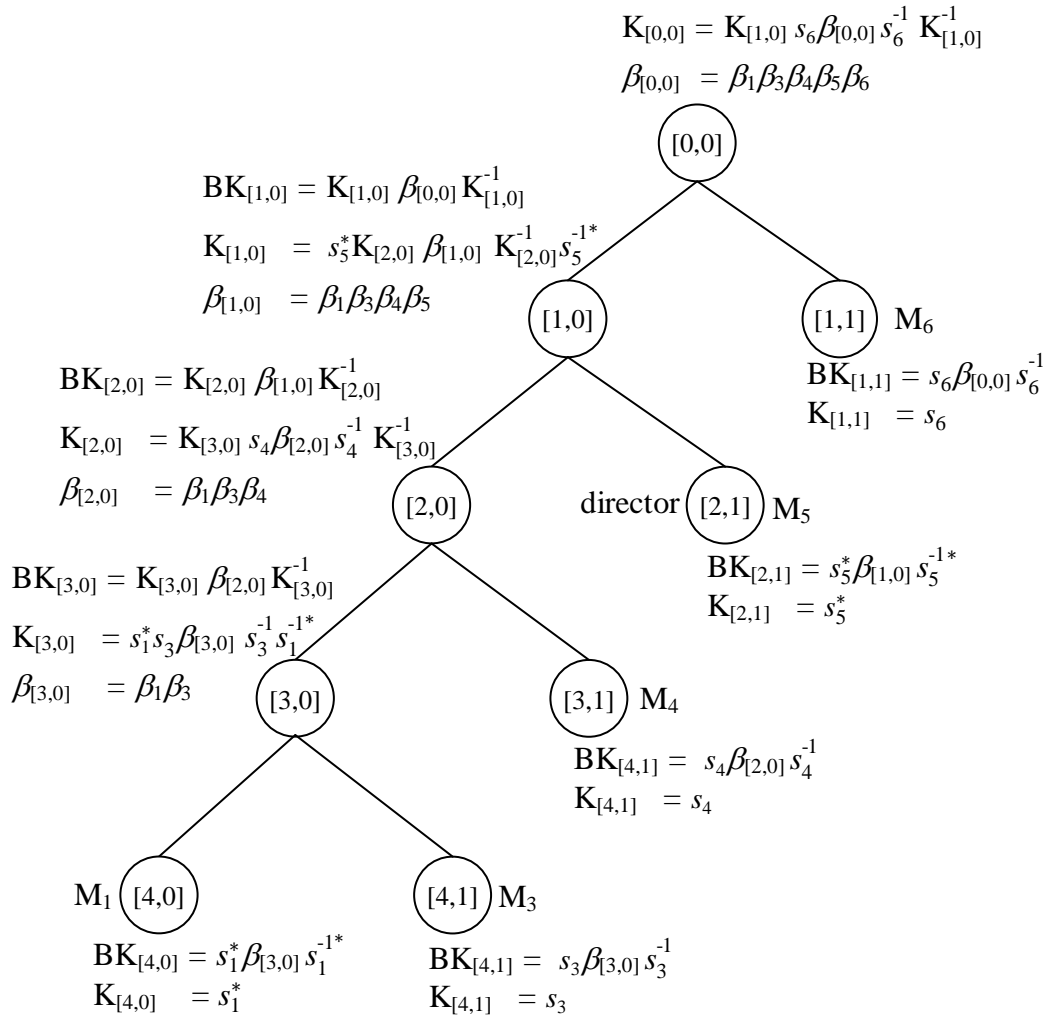 K[0,0] = K[1,0] s₆β[0,0] s₆⁻¹ K⁻¹[1,0]
β[0,0] = β₁β₃β₄β₅β₆
[0,0]
BK[1,0] = K[1,0] β[0,0] K⁻¹[1,0]
K[1,0] = s₅*K[2,0] β[1,0] K⁻¹[2,0] s₅⁻¹*
β[1,0] = β₁β₃β₄β₅
[1,0]
[1,1] M₆
BK[1,1] = s₆β[0,0] s₆⁻¹
K[1,1] = s₆
BK[2,0] = K[2,0] β[1,0] K⁻¹[2,0]
K[2,0] = K[3,0] s₄β[2,0] s₄⁻¹ K⁻¹[3,0]
β[2,0] = β₁β₃β₄
[2,0]
director [2,1] M₅
BK[2,1] = s₅*β[1,0] s₅⁻¹*
K[2,1] = s₅*
BK[3,0] = K[3,0] β[2,0] K⁻¹[3,0]
K[3,0] = s₁*s₃β[3,0] s₃⁻¹ s₁⁻¹*
β[3,0] = β₁β₃
[3,0]
[3,1] M₄
BK[4,1] = s₄β[2,0] s₄⁻¹
K[4,1] = s₄
M₁ [4,0]
BK[4,0] = s₁*β[3,0] s₁⁻¹*
K[4,0] = s₁*
[4,1] M₃
BK[4,1] = s₃β[3,0] s₃⁻¹
K[4,1] = s₃